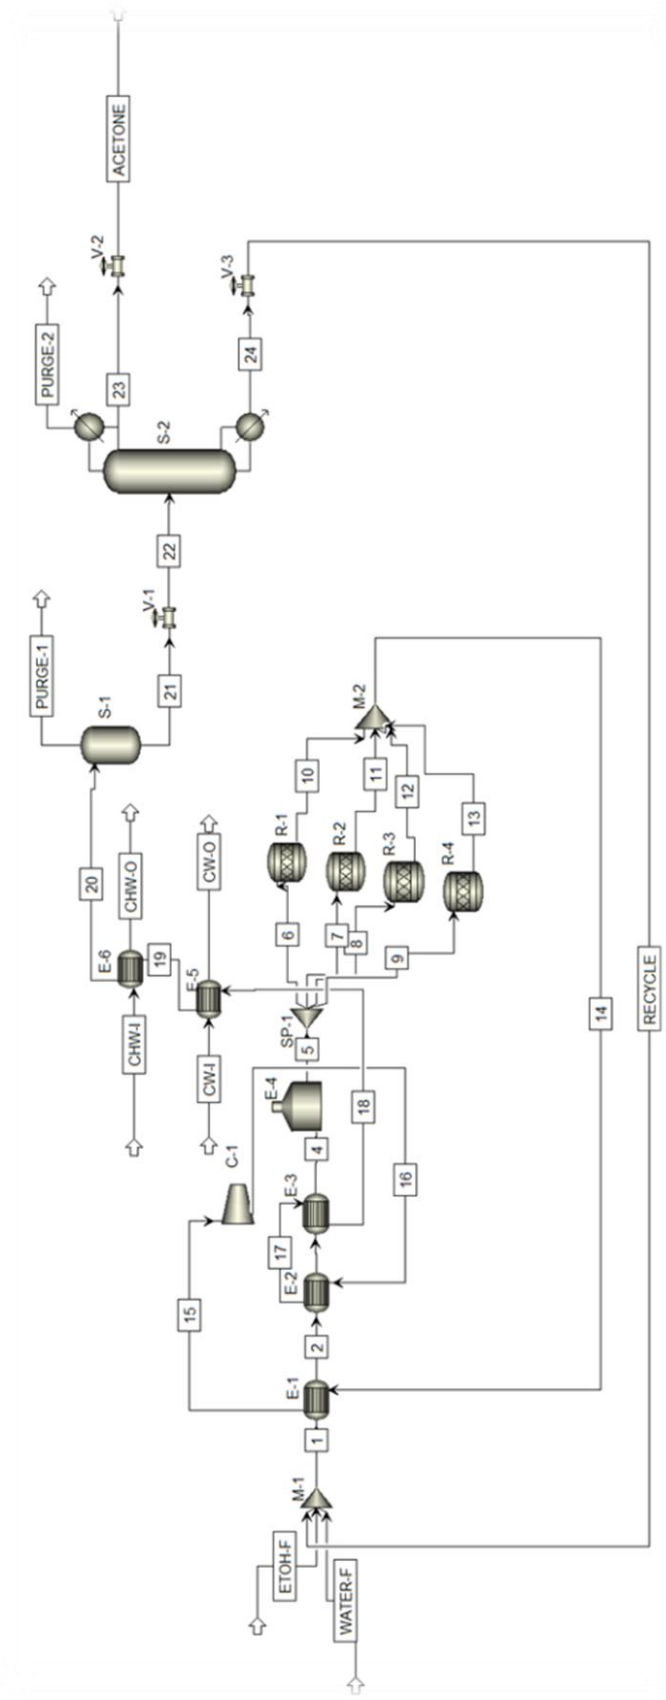 ETOH-F
WATER-F
M-1
1
E-1
2
E-2
E-3
4
E-4
5
SP-1
15
C-1
17
16
18
6
7
8
9
R-1
R-2
R-3
R-4
10
11
12
13
M-2
14
CW-I
E-5
CW-O
19
CHW-I
E-6
CHW-O
20
S-1
PURGE-1
21
V-1
22
S-2
PURGE-2
23
V-2
ACETONE
24
V-3
RECYCLE